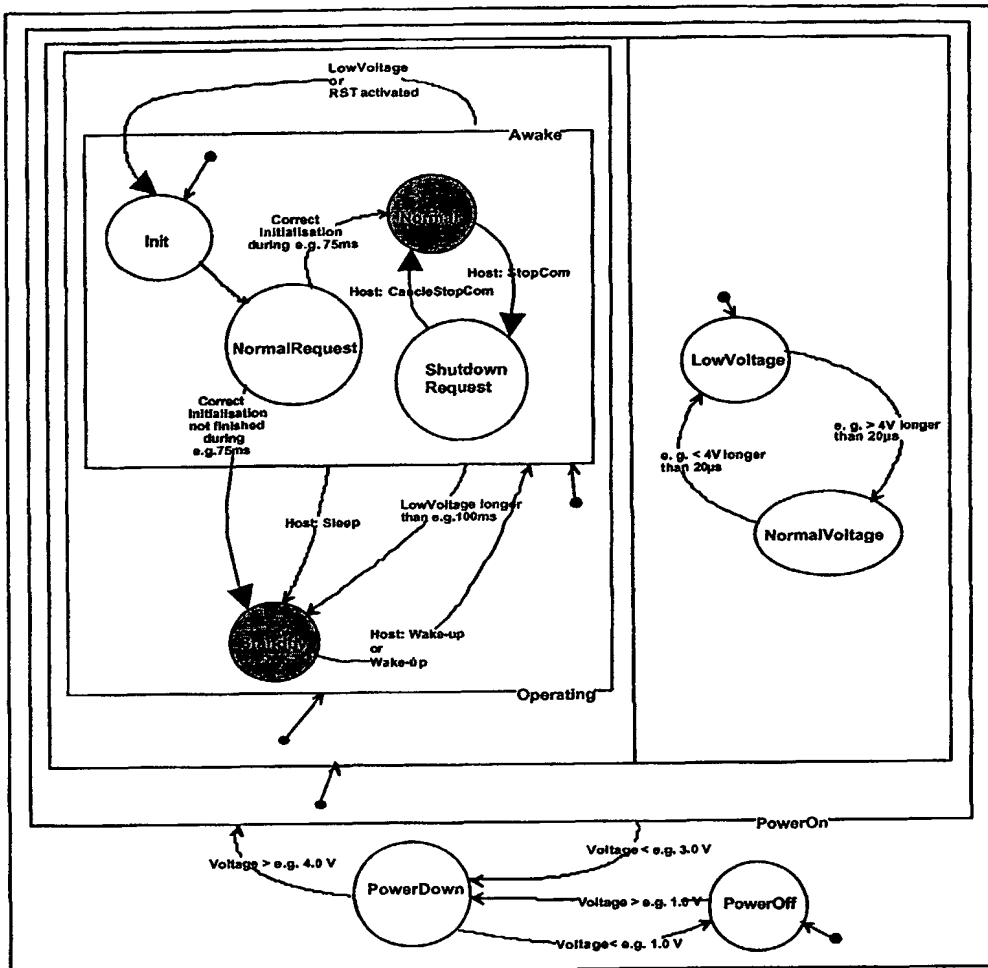 LowVoltage
or
RST activated
Awake
Init
Correct
Initialisation
during e.g. 75ms
Normal
Host: StopCom
Host: CancleStopCom
NormalRequest
Shutdown
Request
Correct
Initialisation
not finished
during
e.g.75ms
Host: Sleep
LowVoltage longer
than e.g.100ms
Host: Wake-up
or
Wake-up
Operating
LowVoltage
e. g. > 4V longer
than 20µs
e. g. < 4V longer
than 20µs
NormalVoltage
PowerOn
Voltage > e.g. 4.0 V
Voltage < e.g. 3.0 V
PowerDown
Voltage > e.g. 1.0 V
PowerOff
Voltage< e.g. 1.0 V